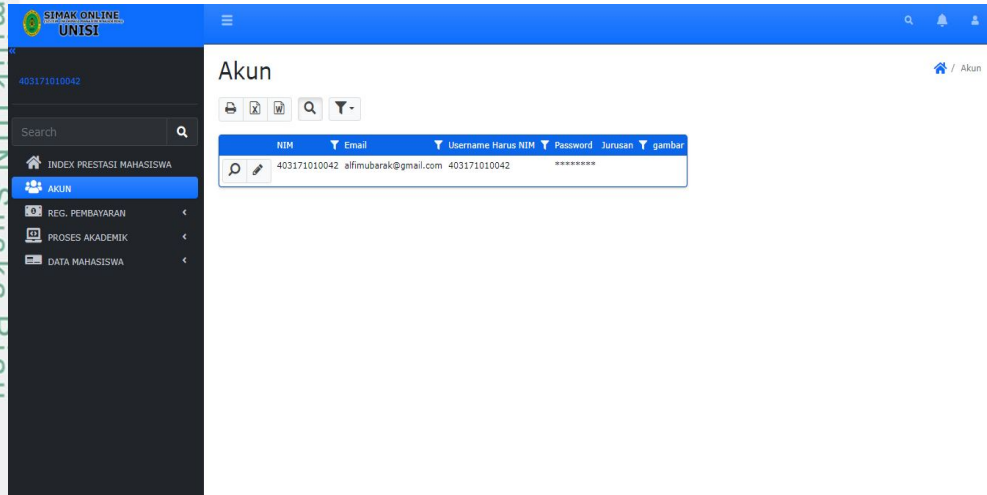 SIMAK ONLINE
UNISI
403171010042
Search
INDEX PRESTASI MAHASISWA
AKUN
REG. PEMBAYARAN
PROSES AKADEMIK
DATA MAHASISWA
Akun
/ Akun
NIM Email Username Harus NIM Password Jurusan gambar
403171010042 alfimubarak@gmail.com 403171010042 ********